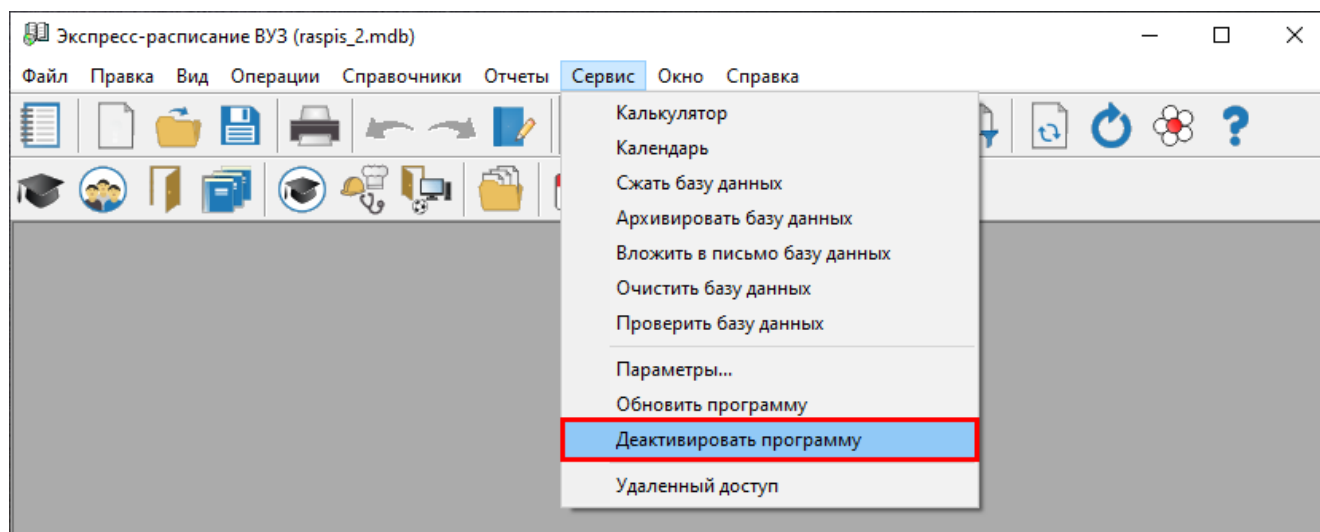 Экспресс-расписание ВУЗ (raspis_2.mdb)
Файл Правка Вид Операции Справочники Отчеты Сервис Окно Справка
Калькулятор
Календарь
Сжать базу данных
Архивировать базу данных
Вложить в письмо базу данных
Очистить базу данных
Проверить базу данных
Параметры...
Обновить программу
Деактивировать программу
Удаленный доступ